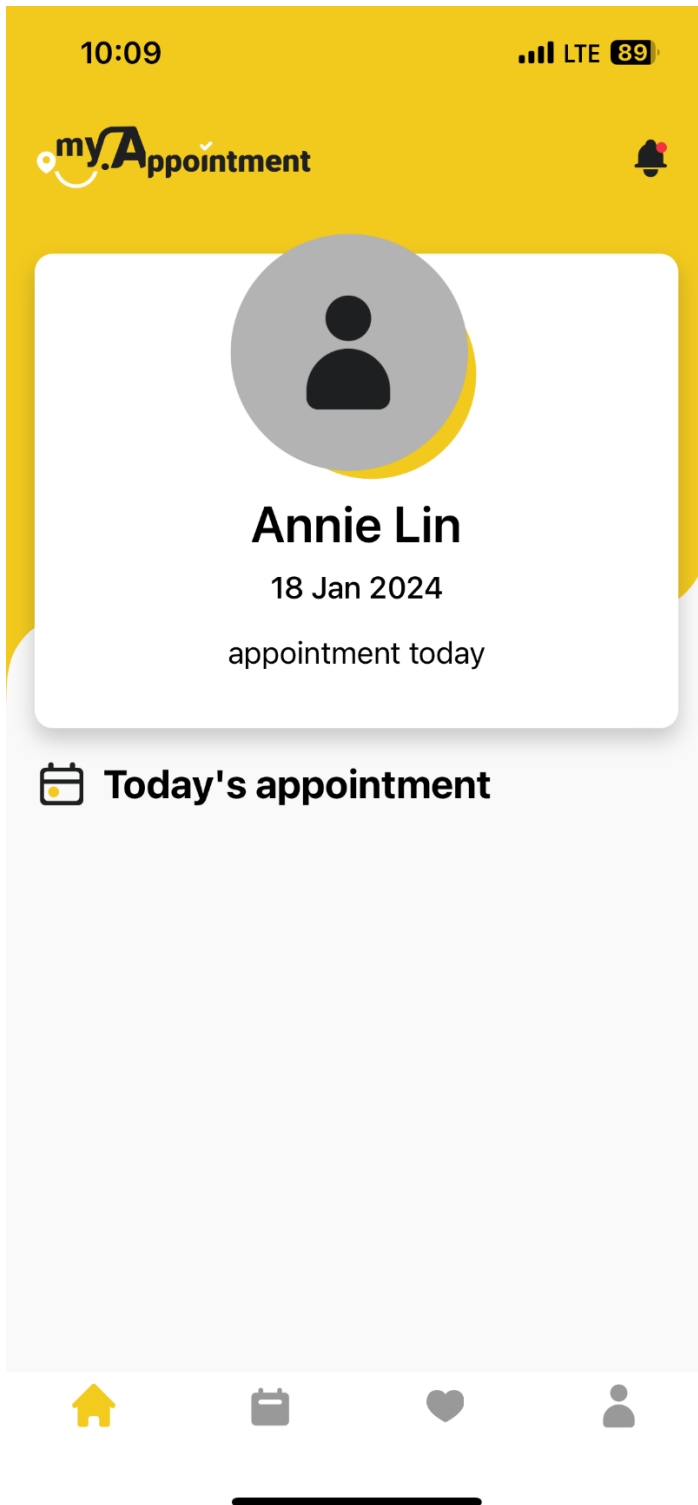 10:09
LTE 89
my.Appointment
Annie Lin
18 Jan 2024
appointment today
Today's appointment